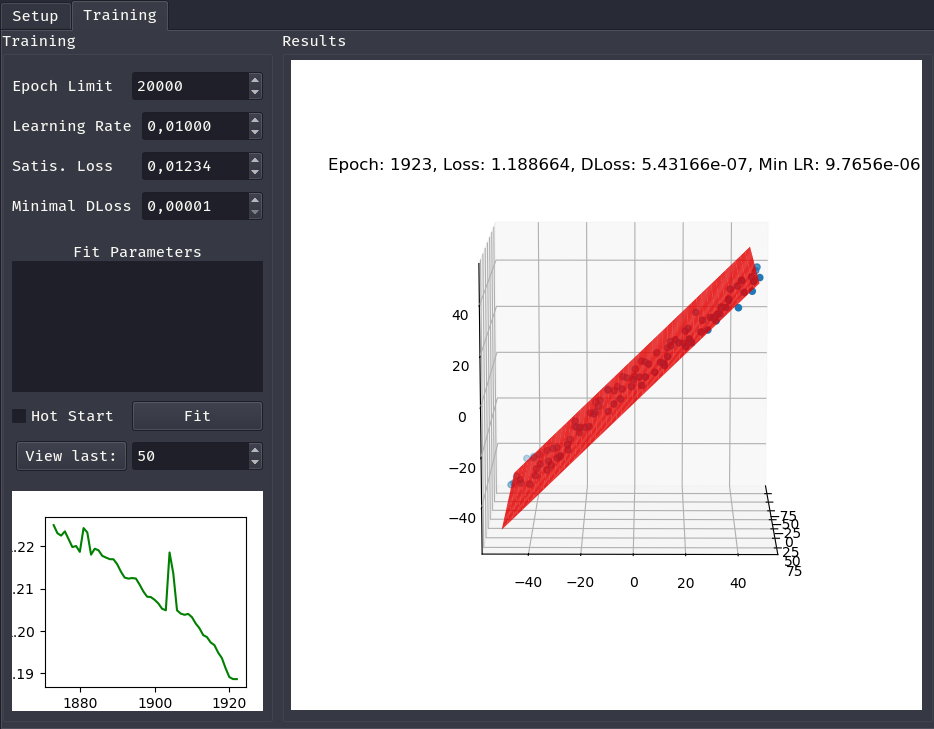 Setup Training
Training
Epoch Limit 20000
Learning Rate 0,01000
Satis. Loss 0,01234
Minimal DLoss 0,00001
Fit Parameters
Hot Start Fit
View last: 50
.22
.21
.20
.19
1880 1900 1920
Results
Epoch: 1923, Loss: 1.188664, DLoss: 5.43166e-07, Min LR: 9.7656e-06
40
20
0
−20
−40
−40 −20 0 20 40
−75
−50
−25
0
25
50
75